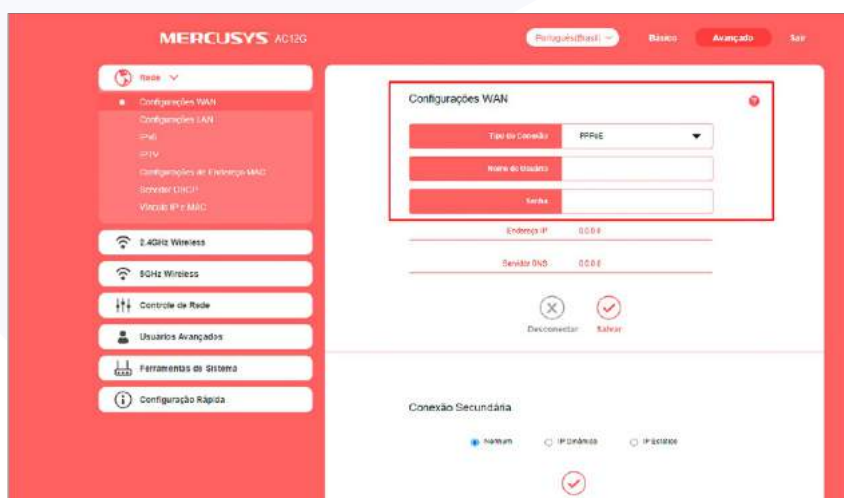 MERCUSYS AC12G
Português(Brasil)
Básico
Avançado
Sair
Rede
Configurações WAN
Configurações LAN
IPv6
IPTV
Configurações de Endereço MAC
Servidor DHCP
Vínculo IP e MAC
2.4GHz Wireless
5GHz Wireless
Controle de Rede
Usuários Avançados
Ferramentas do Sistema
Configuração Rápida
Configurações WAN
Tipo de Conexão PPPoE
Nome do Usuário
Senha
Endereço IP 0.0.0.0
Servidor DNS 0.0.0.0
Desconectar
Salvar
Conexão Secundária
Nenhum
IP Dinâmico
IP Estático